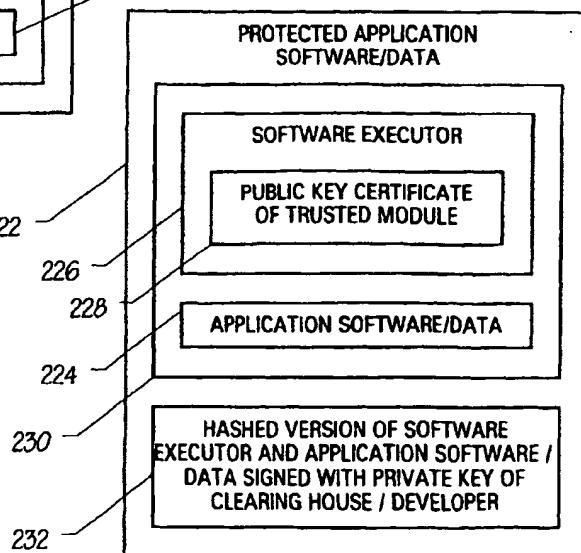 PROTECTED APPLICATION
SOFTWARE/DATA
SOFTWARE EXECUTOR
PUBLIC KEY CERTIFICATE
OF TRUSTED MODULE
22
226
228
APPLICATION SOFTWARE/DATA
224
230
HASHED VERSION OF SOFTWARE
EXECUTOR AND APPLICATION SOFTWARE /
DATA SIGNED WITH PRIVATE KEY OF
CLEARING HOUSE / DEVELOPER
232